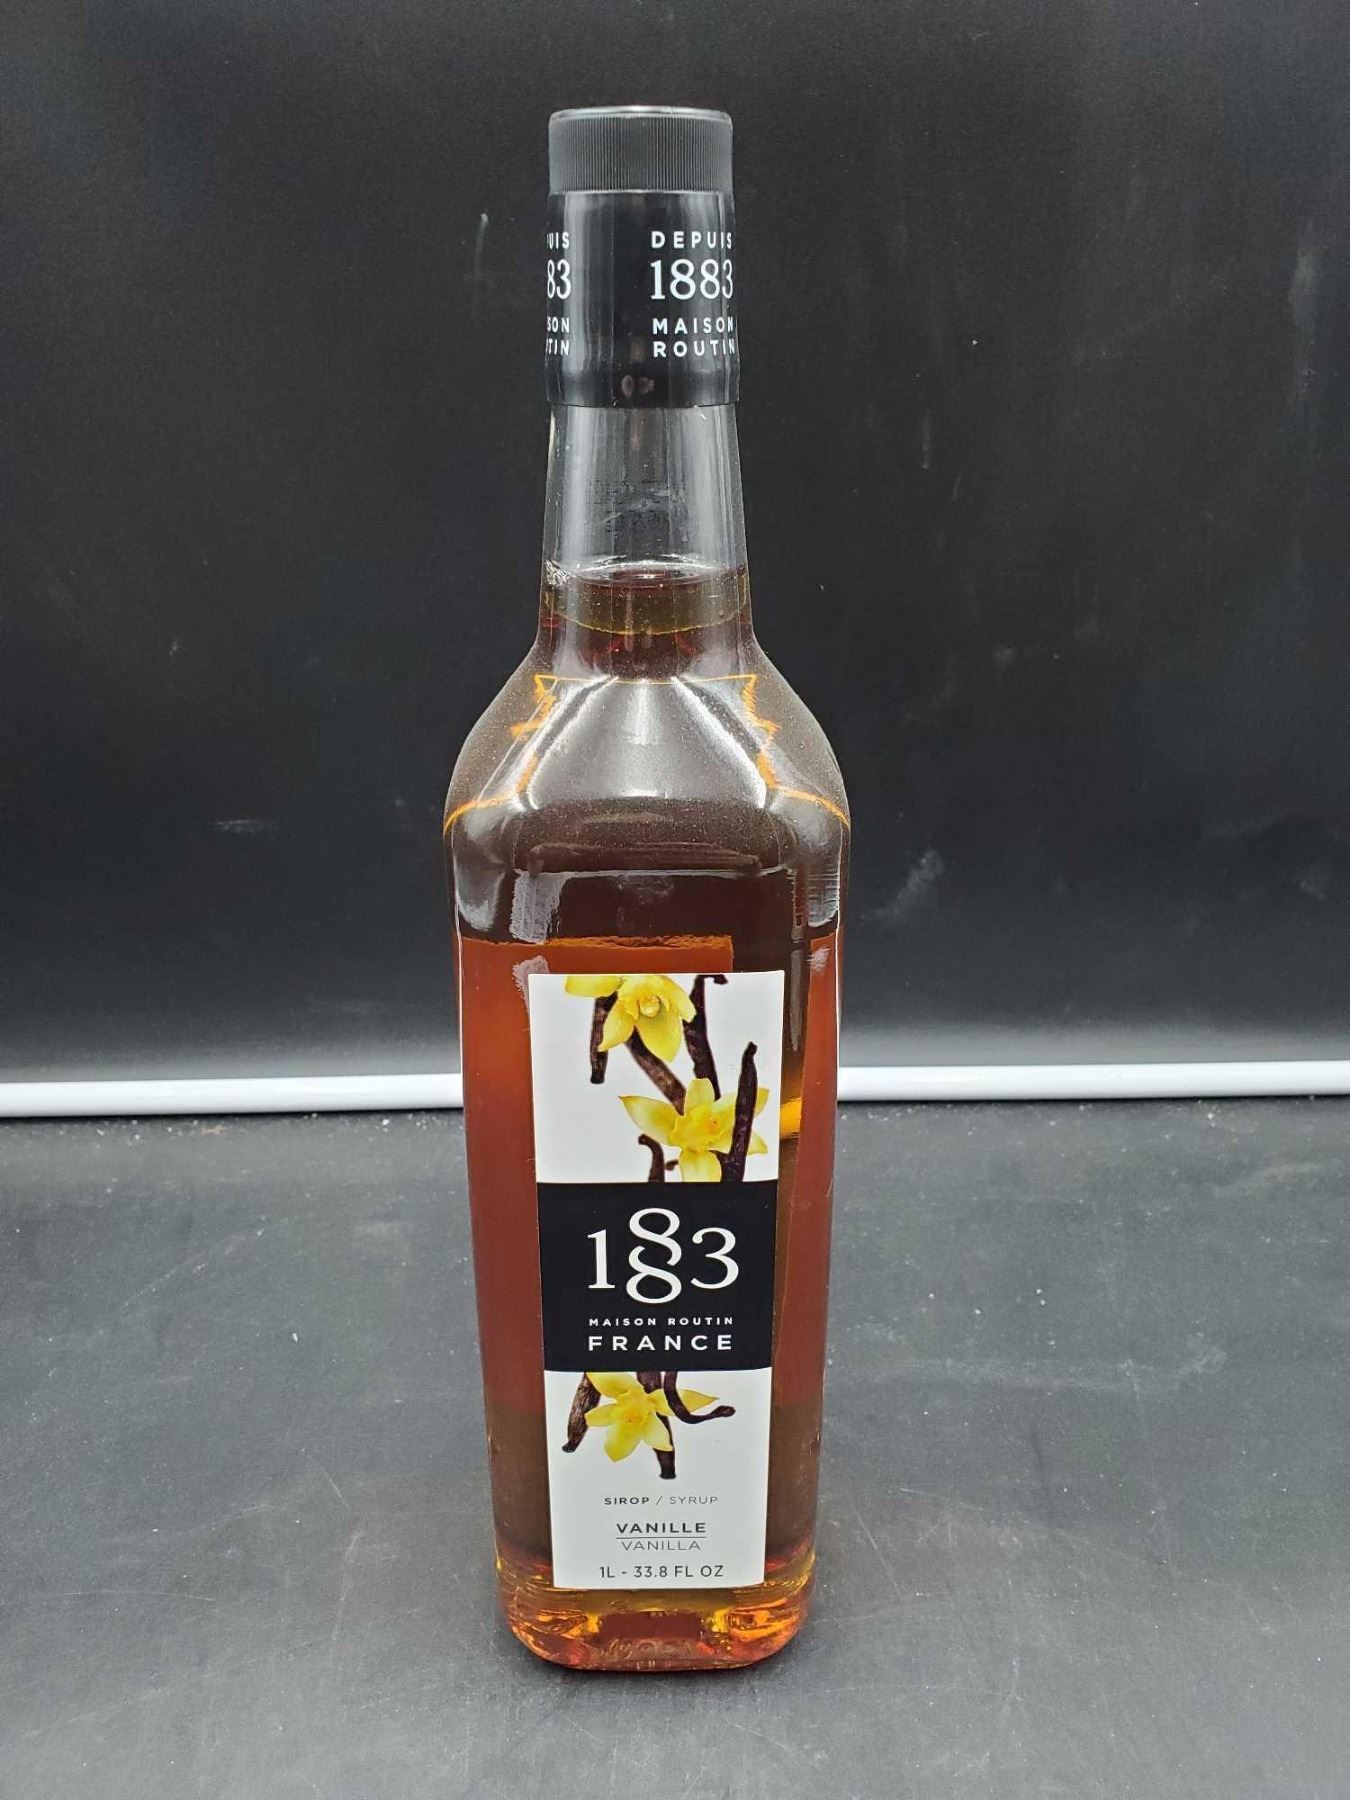 DEPUIS
1883
MAISON
ROUTIN
1883
MAISON ROUTIN
FRANCE
SIROP / SYRUP
VANILLE
VANILLA
1L - 33.8 FL OZ